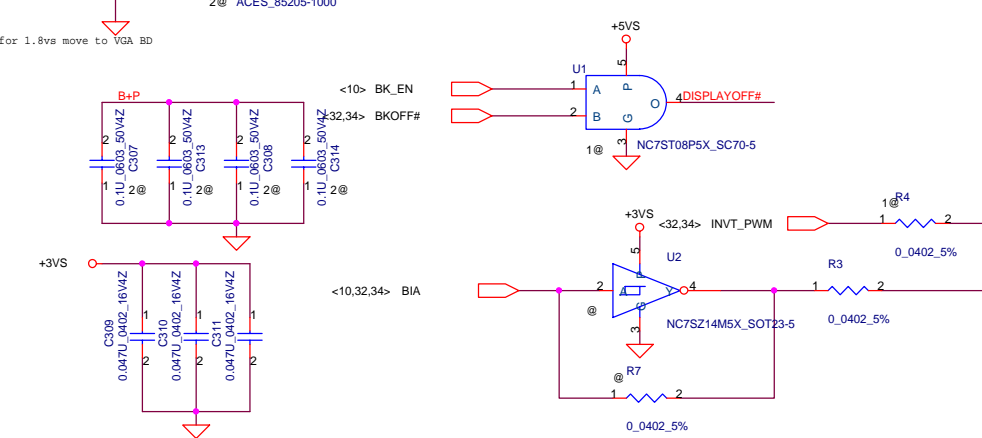 2@ ACES_85205-1000
for 1.8vs move to VGA BD
B+P
2 2 2 2
0.1U_0603_50V4Z
C307
0.1U_0603_50V4Z
C313
0.1U_0603_50V4Z
C308
0.1U_0603_50V4Z
C314
1 2@ 1 2@ 1 2@ 1 2@
+5VS
<10> BK_EN
<32,34> BKOFF#
U1
5
1 A P
O 4 DISPLAYOFF#
2 B G
3
1@
NC7ST08P5X_SC70-5
+3VS
1 1 1
C309
0.047U_0402_16V4Z
C310
0.047U_0402_16V4Z
C311
0.047U_0402_16V4Z
2 2 2
+3VS
<32,34> INVT_PWM
1@ R4
1 2
0_0402_5%
<10,32,34> BIA
U2
5
P
2 A Y 4
G
3
@
NC7SZ14M5X_SOT23-5
R3
1 2
0_0402_5%
@ R7
1 2
0_0402_5%